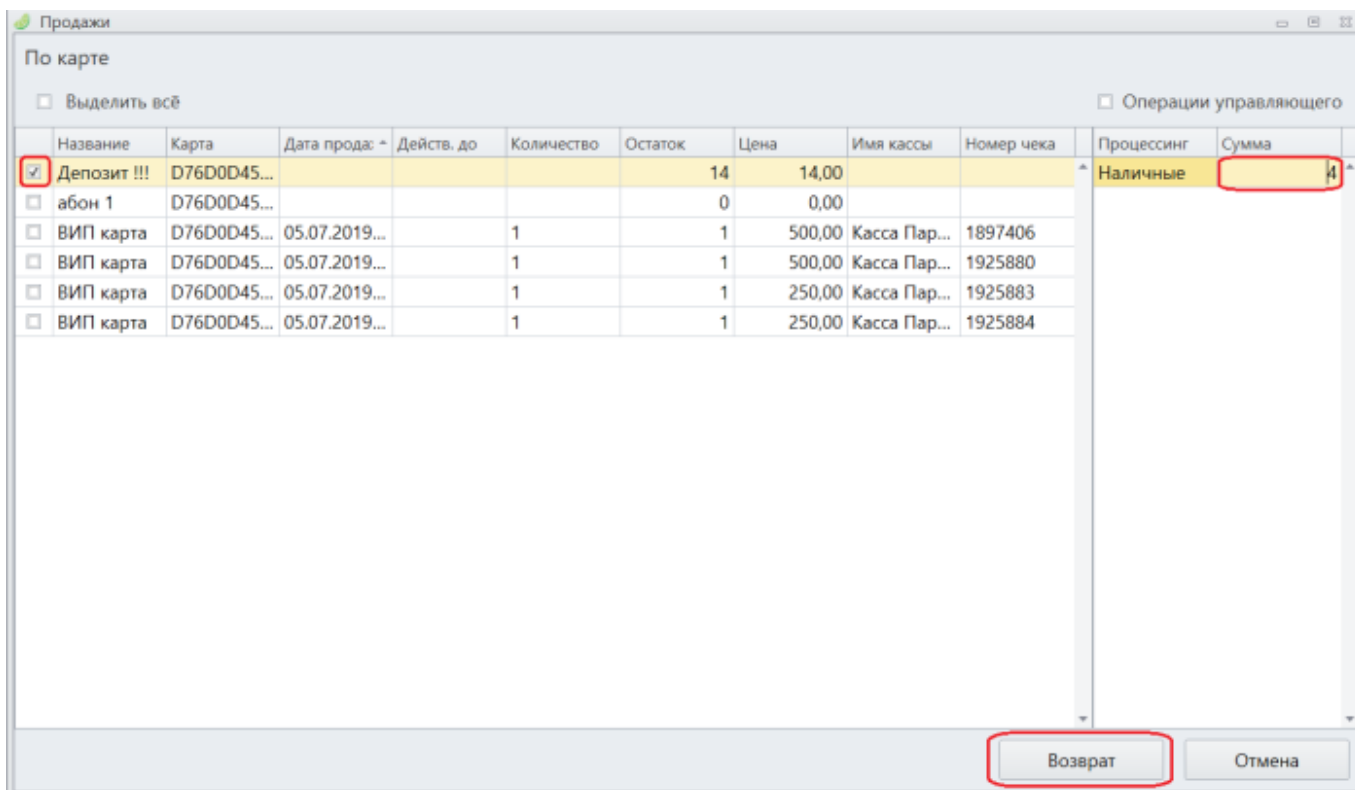 Продажи
По карте
Выделить всё Операции управляющего
Название Карта Дата прода: Действ. до Количество Остаток Цена Имя кассы Номер чека Процессинг Сумма
Депозит !!! D76D0D45... 14 14,00 Наличные 4
абон 1 D76D0D45... 0 0,00
ВИП карта D76D0D45... 05.07.2019... 1 1 500,00 Касса Пар... 1897406
ВИП карта D76D0D45... 05.07.2019... 1 1 500,00 Касса Пар... 1925880
ВИП карта D76D0D45... 05.07.2019... 1 1 250,00 Касса Пар... 1925883
ВИП карта D76D0D45... 05.07.2019... 1 1 250,00 Касса Пар... 1925884
Возврат Отмена